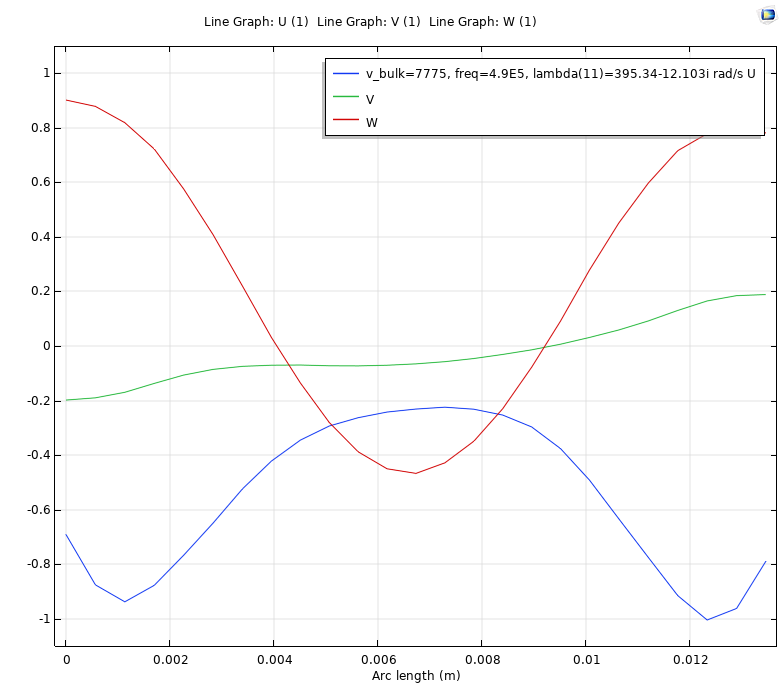 Line Graph: U (1) Line Graph: V (1) Line Graph: W (1)
v_bulk=7775, freq=4.9E5, lambda(11)=395.34-12.103i rad/s U
V
W
1
0.8
0.6
0.4
0.2
0
-0.2
-0.4
-0.6
-0.8
-1
0 0.002 0.004 0.006 0.008 0.01 0.012
Arc length (m)